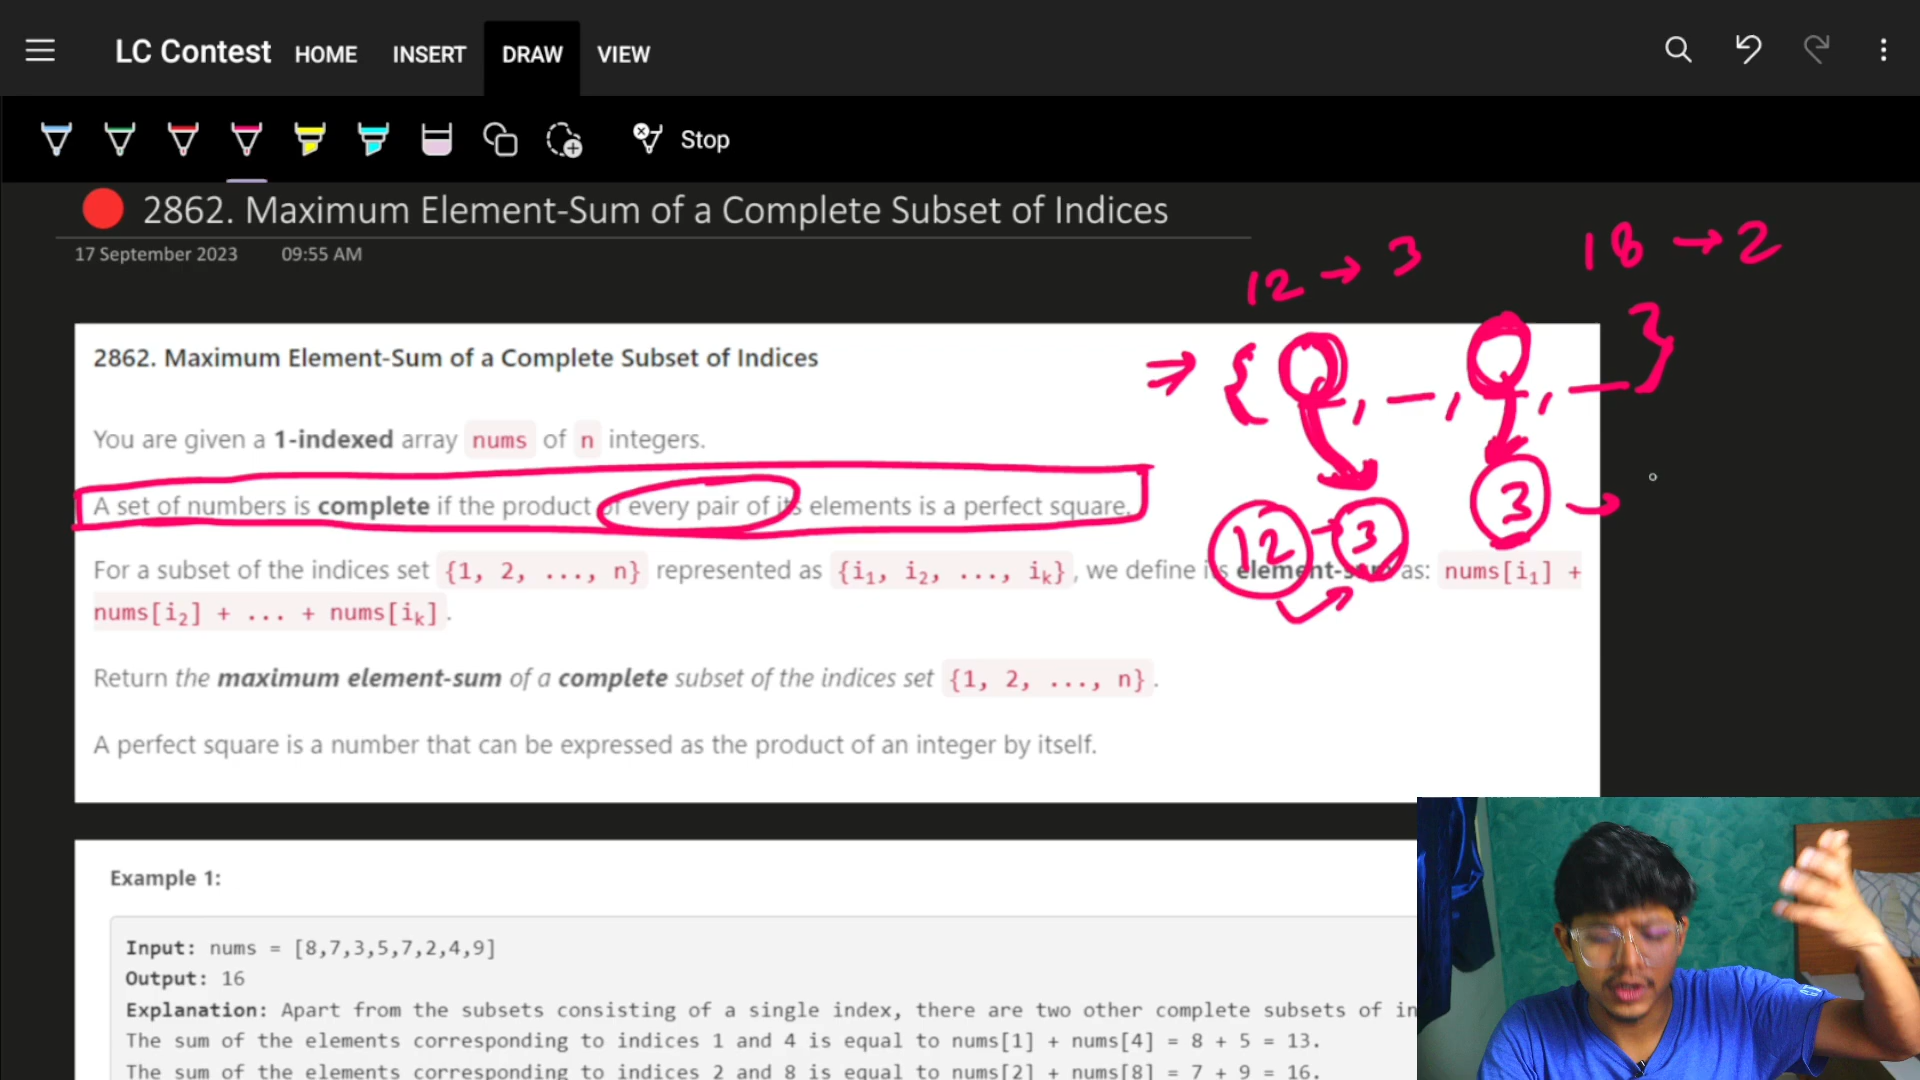 LC Contest HOME INSERT DRAW VIEW
Stop
2862. Maximum Element-Sum of a Complete Subset of Indices
17 September 2023 09:55 AM
12 → 3
18 → 2
2862. Maximum Element-Sum of a Complete Subset of Indices
⇒ { , _ , , _ }
You are given a 1-indexed array nums of n integers.
A set of numbers is complete if the product of every pair of its elements is a perfect square.
12 → 3
3 →
For a subset of the indices set {1, 2, ..., n} represented as {i₁, i₂, ..., iₖ}, we define its element-sum as: nums[i₁] +
nums[i₂] + ... + nums[iₖ].
Return the maximum element-sum of a complete subset of the indices set {1, 2, ..., n}.
A perfect square is a number that can be expressed as the product of an integer by itself.
Example 1:
Input: nums = [8,7,3,5,7,2,4,9]
Output: 16
Explanation: Apart from the subsets consisting of a single index, there are two other complete subsets of in
The sum of the elements corresponding to indices 1 and 4 is equal to nums[1] + nums[4] = 8 + 5 = 13.
The sum of the elements corresponding to indices 2 and 8 is equal to nums[2] + nums[8] = 7 + 9 = 16.